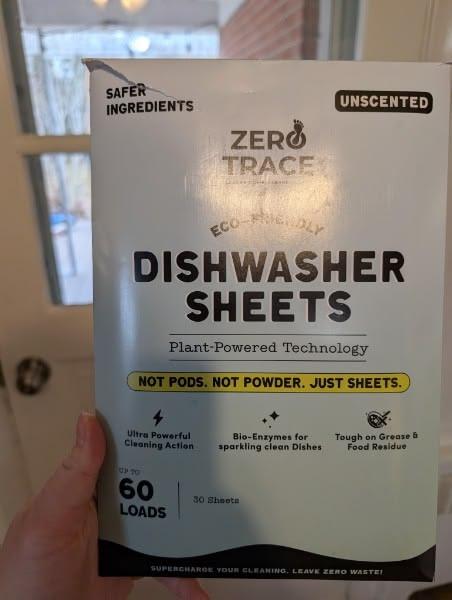 SAFER
INGREDIENTS
UNSCENTED
ZERO
TRACE
ECO-FRIENDLY
DISHWASHER
SHEETS
Plant-Powered Technology
NOT PODS. NOT POWDER. JUST SHEETS.
Ultra Powerful
Cleaning Action
Bio-Enzymes for
sparkling clean Dishes
Tough on Grease &
Food Residue
UP TO
60
LOADS
30 Sheets
SUPERCHARGE YOUR CLEANING. LEAVE ZERO WASTE!